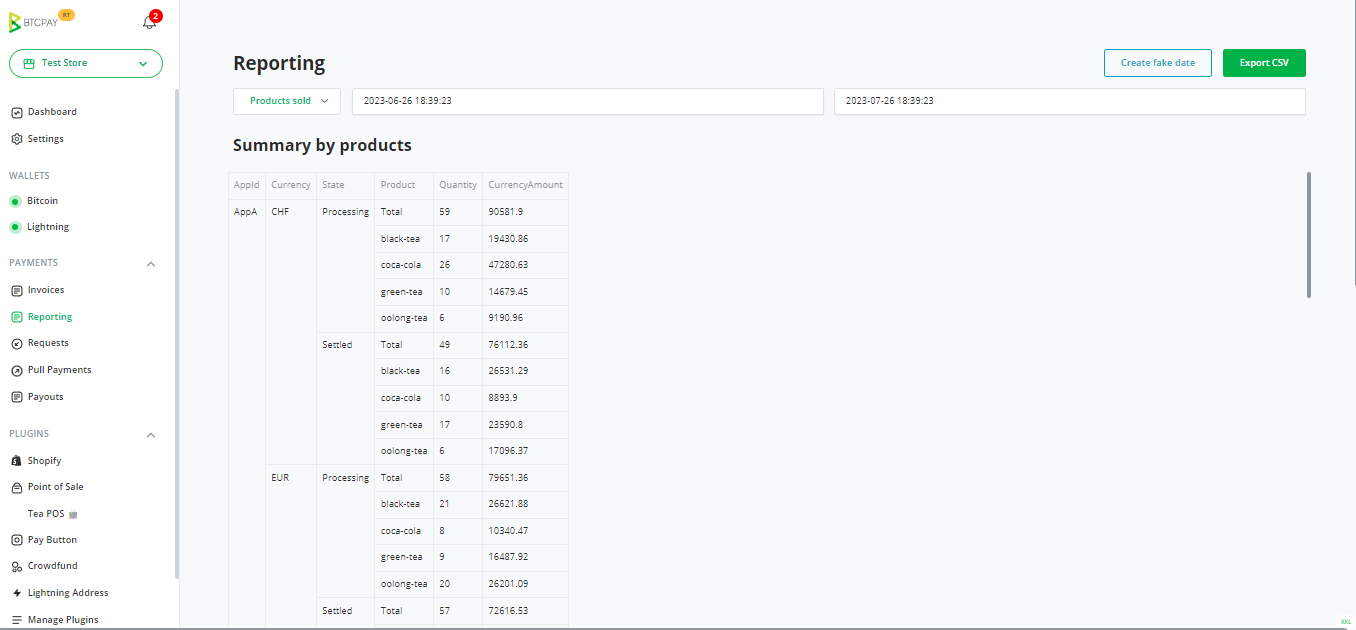 BTCPAY RT 2
Test Store
Dashboard
Settings
WALLETS
Bitcoin
Lightning
PAYMENTS
Invoices
Reporting
Requests
Pull Payments
Payouts
PLUGINS
Shopify
Point of Sale
Tea POS
Pay Button
Crowdfund
Lightning Address
Manage Plugins
Reporting
Create fake date Export CSV
Products sold 2023-06-26 18:39:23 2023-07-26 18:39:23
Summary by products
AppId Currency State Product Quantity CurrencyAmount
AppA CHF Processing Total 59 90581.9
black-tea 17 19430.86
coca-cola 26 47280.63
green-tea 10 14679.45
oolong-tea 6 9190.96
Settled Total 49 76112.36
black-tea 16 26531.29
coca-cola 10 8893.9
green-tea 17 23590.8
oolong-tea 6 17096.37
EUR Processing Total 58 79651.36
black-tea 21 26621.88
coca-cola 8 10340.47
green-tea 9 16487.92
oolong-tea 20 26201.09
Settled Total 57 72616.53
XXL